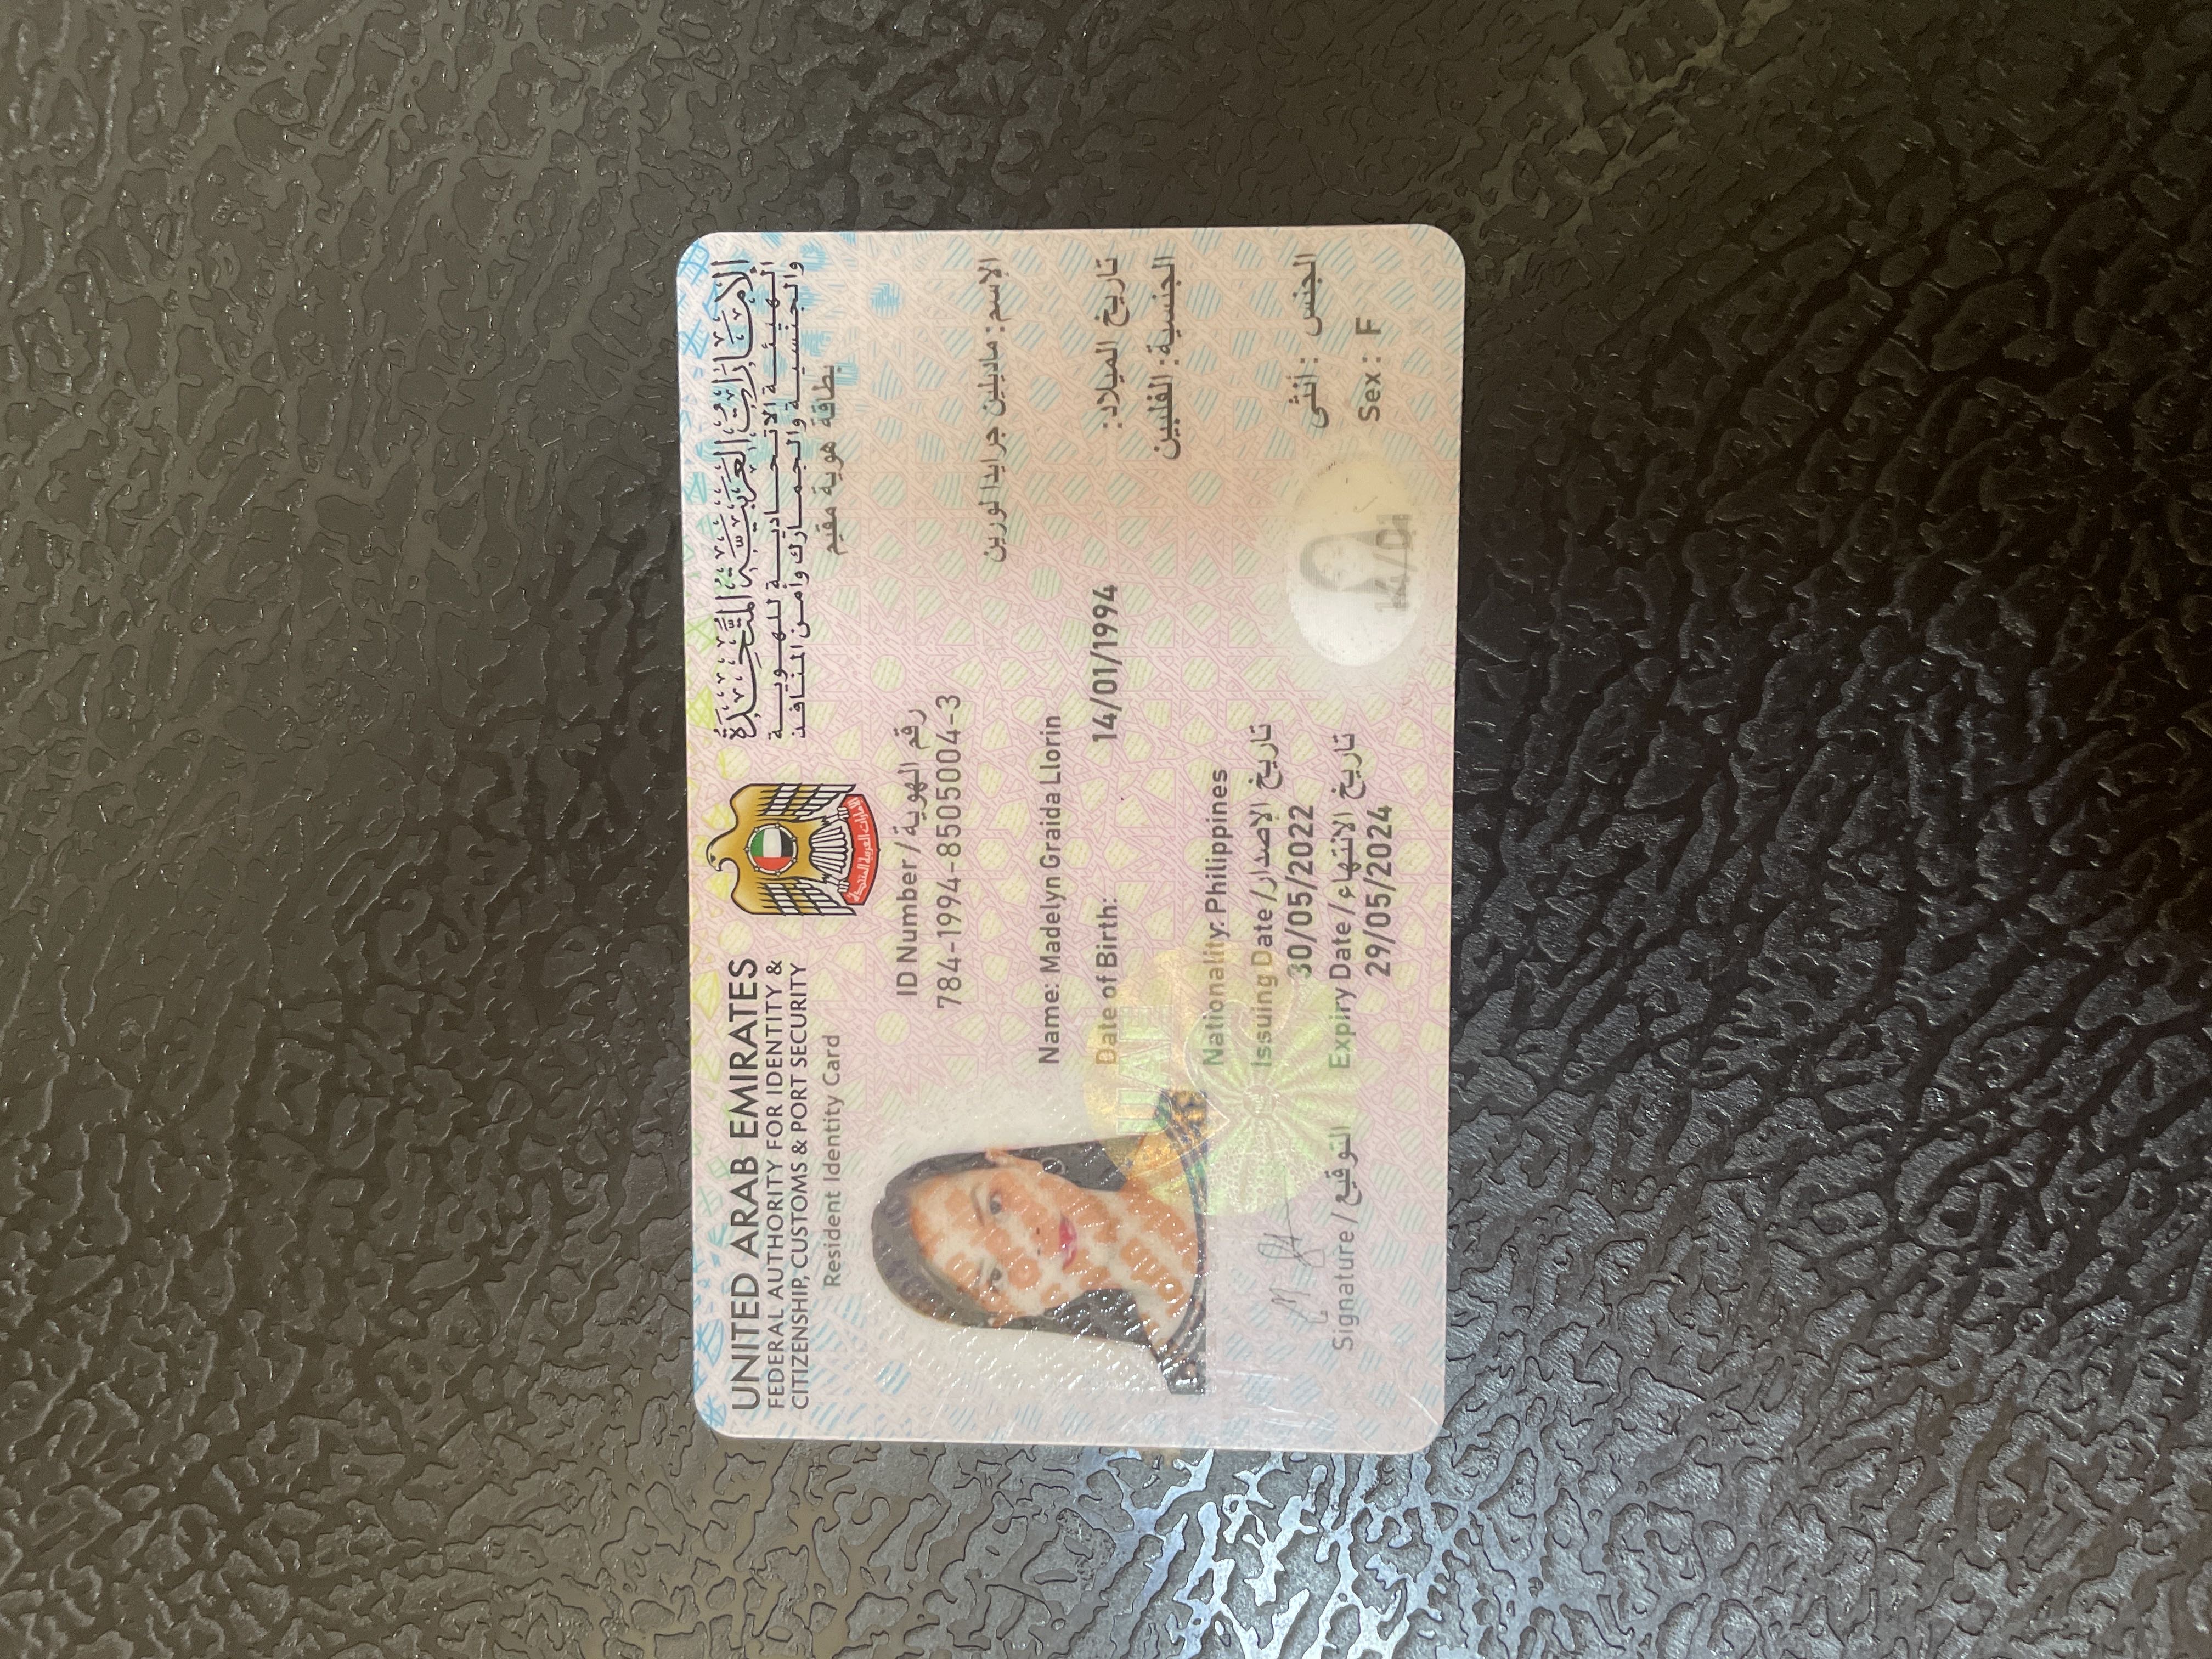 UNITED ARAB EMIRATES
FEDERAL AUTHORITY FOR IDENTITY &
CITIZENSHIP, CUSTOMS & PORT SECURITY
Resident Identity Card
الإمارات العربية المتحدة
الإمارات العربية المتحدة
الهيئة الاتحادية للهوية
والجنسية والجمارك وأمن المنافذ
بطاقة هوية مقيم
ID Number / رقم الهوية
784-1994-8505004-3
الإسم: ماديلين جرايدا لورين
Name: Madelyn Graida Llorin
Date of Birth: 14/01/1994 تاريخ الميلاد:
الجنسية: الفلبين
UAE
Nationality: Philippines
Issuing Date / تاريخ الإصدار
30/05/2022
Expiry Date / تاريخ الانتهاء
29/05/2024
Signature / التوقيع
الجنس : أنثى
Sex : F
14/01